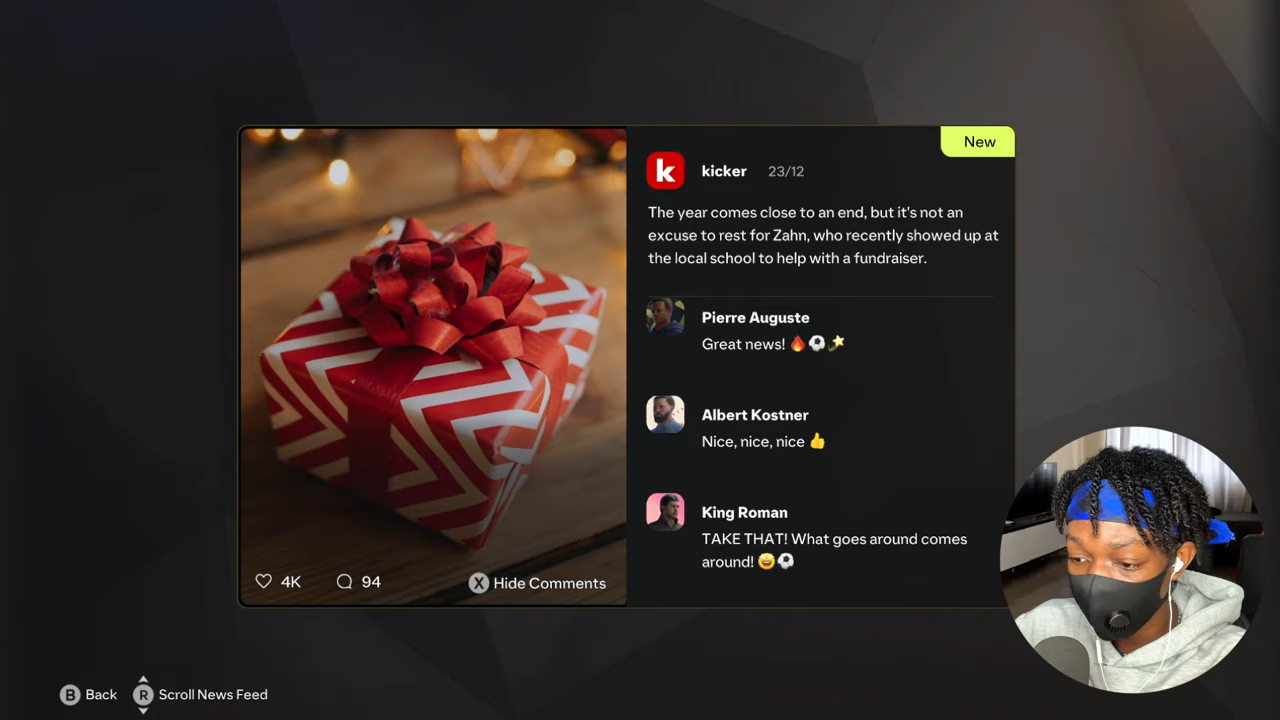 New
k
kicker 23/12
The year comes close to an end, but it's not an
excuse to rest for Zahn, who recently showed up at
the local school to help with a fundraiser.
Pierre Auguste
Great news! 🔥⚽🌠
Albert Kostner
Nice, nice, nice 👍
King Roman
TAKE THAT! What goes around comes
around! 😄⚽
4K 94 X Hide Comments
B Back R Scroll News Feed